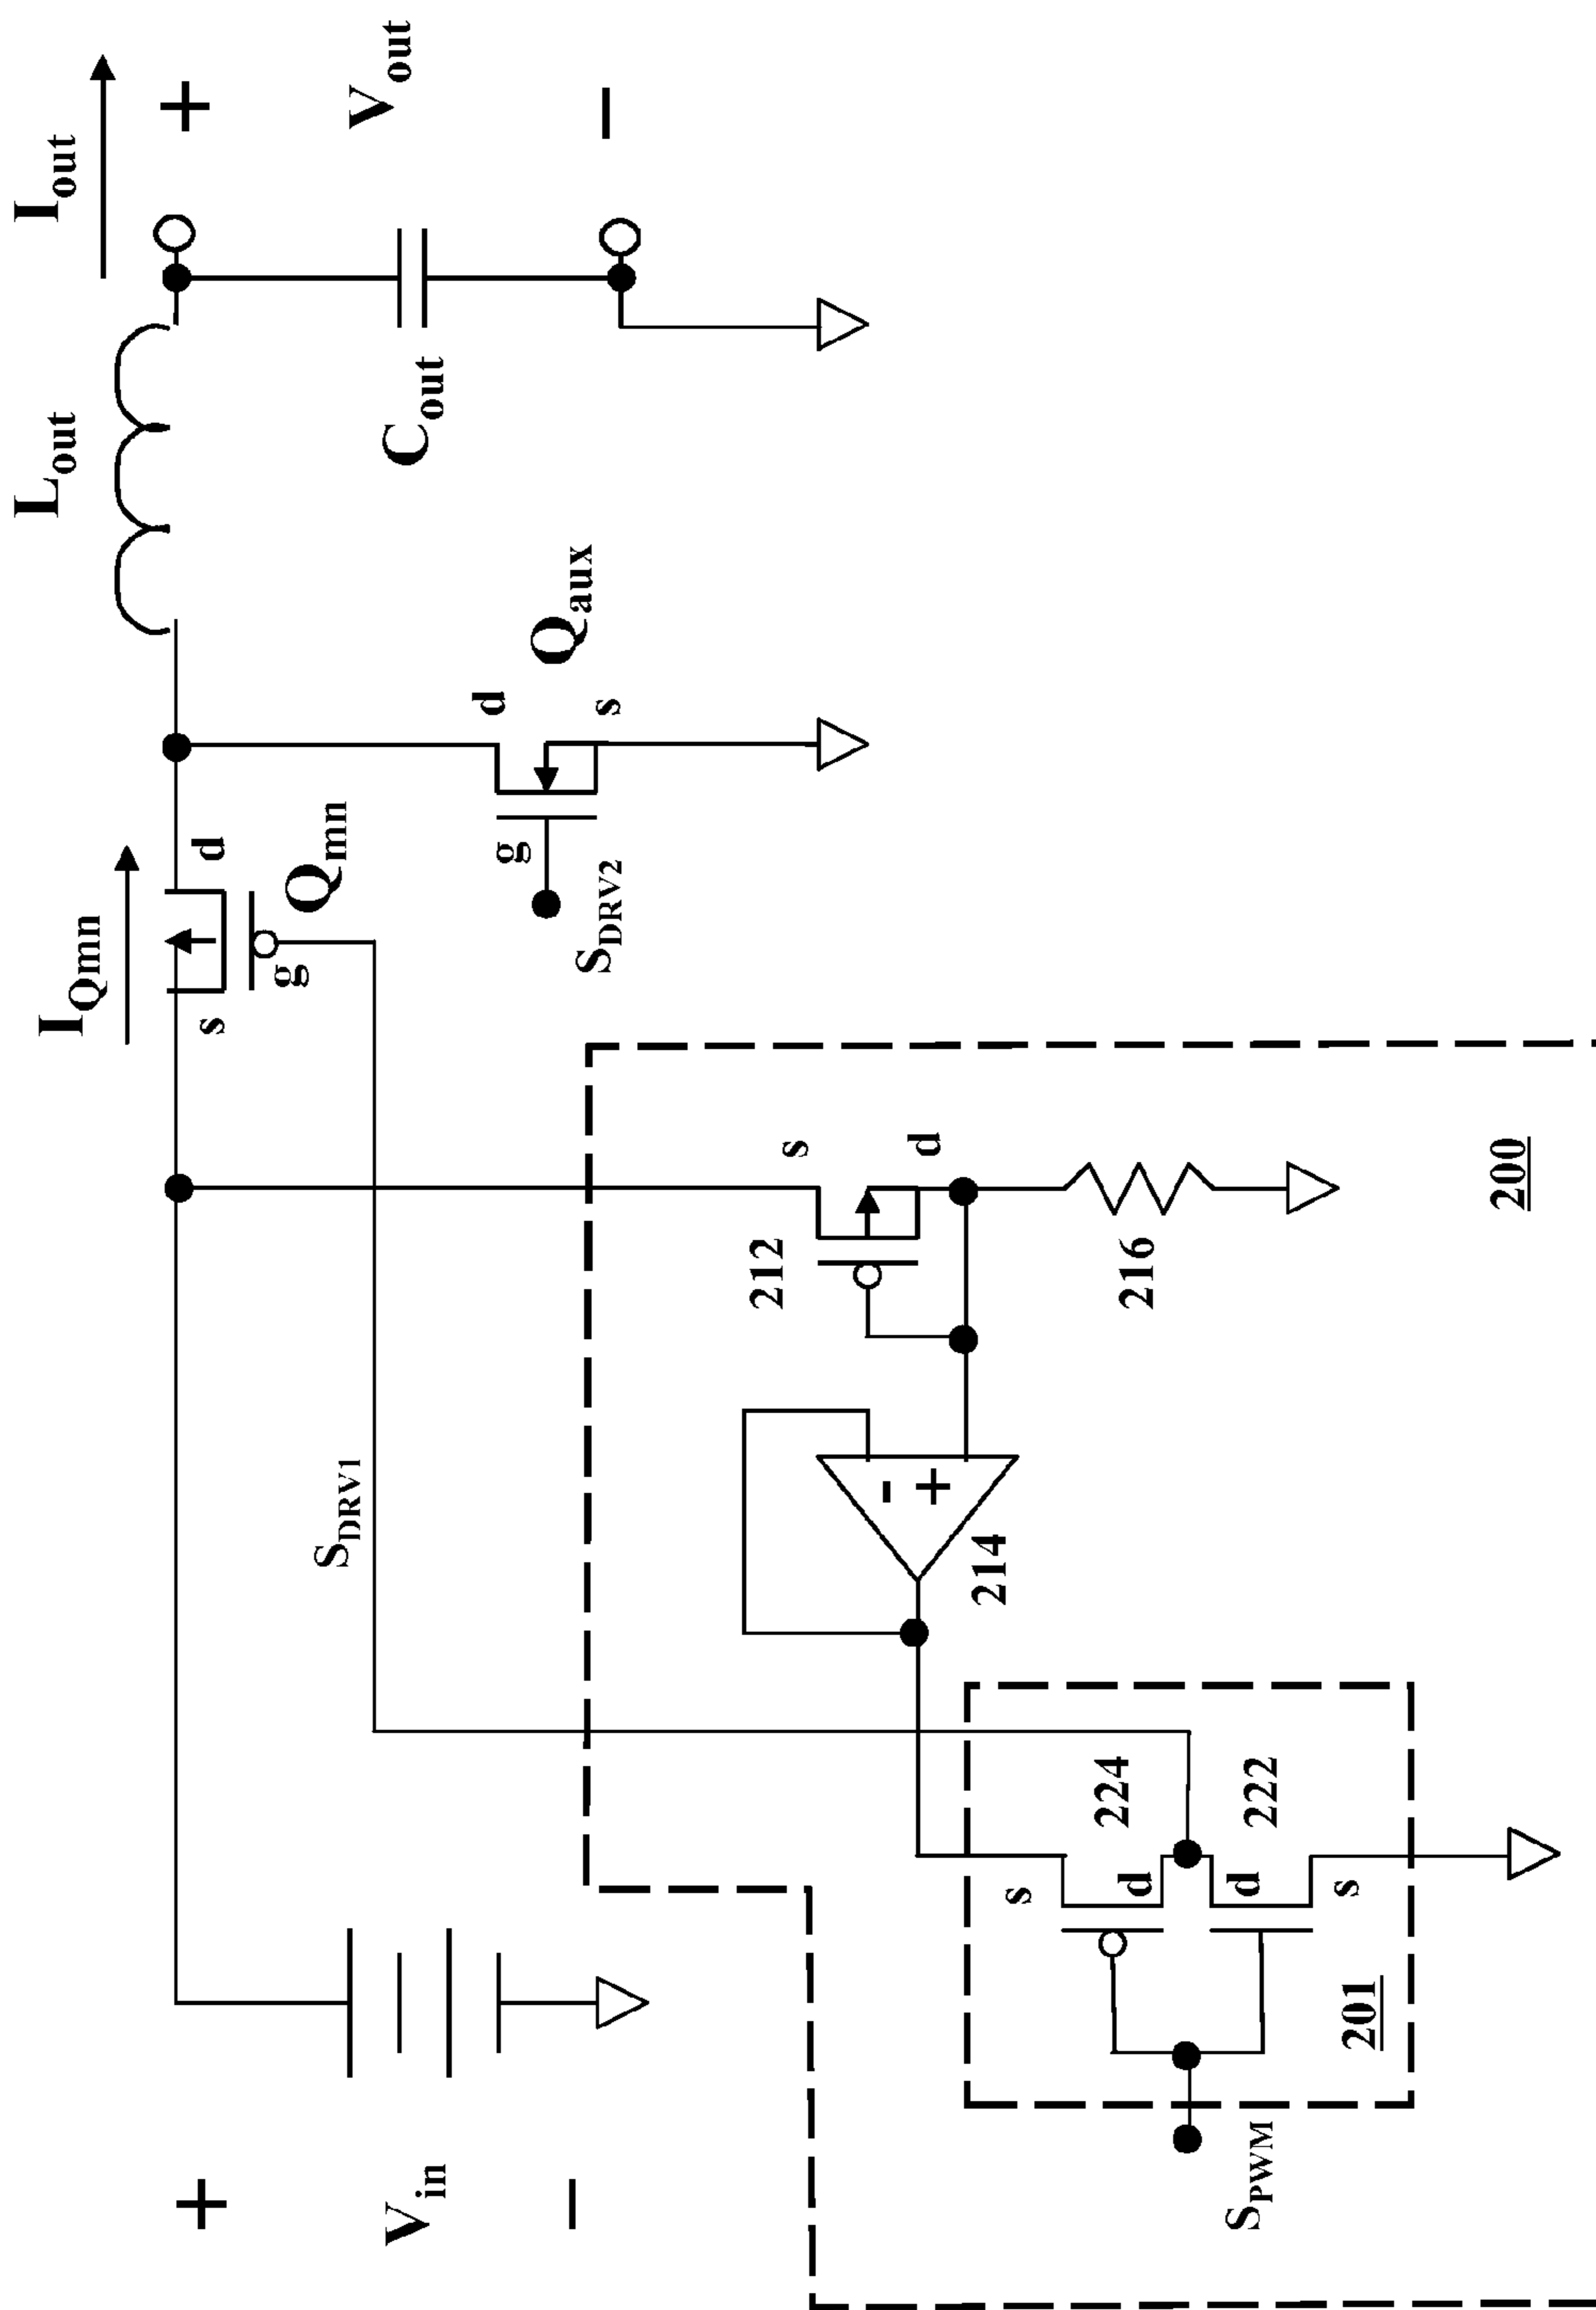 I_Qmn
L_out
I_out
+
s
d
Q_mn
g
+
V_in
−
S_DRV1
d
Q_aux
s
g
S_DRV2
C_out
V_out
−
212
s
d
-
+
214
216
200
s
224
d
d
222
s
201
S_PWM